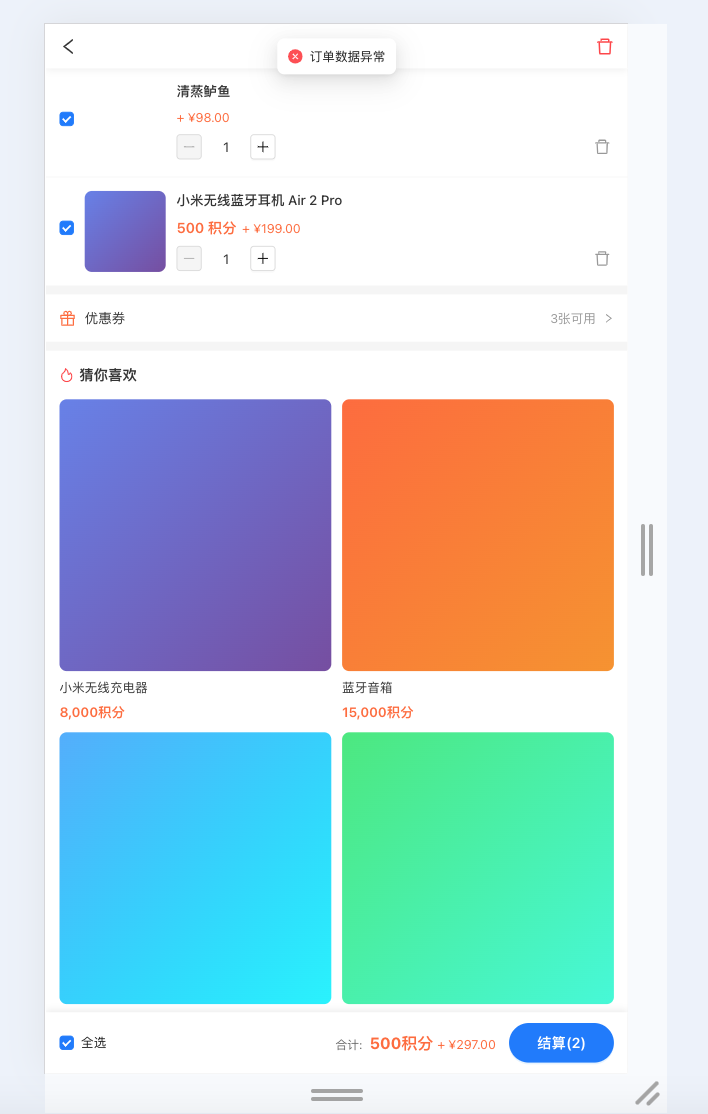 订单数据异常
清蒸鲈鱼
+ ¥98.00
1
小米无线蓝牙耳机 Air 2 Pro
500 积分 + ¥199.00
1
优惠券 3张可用
猜你喜欢
小米无线充电器 蓝牙音箱
8,000积分 15,000积分
全选 合计: 500积分 + ¥297.00 结算(2)